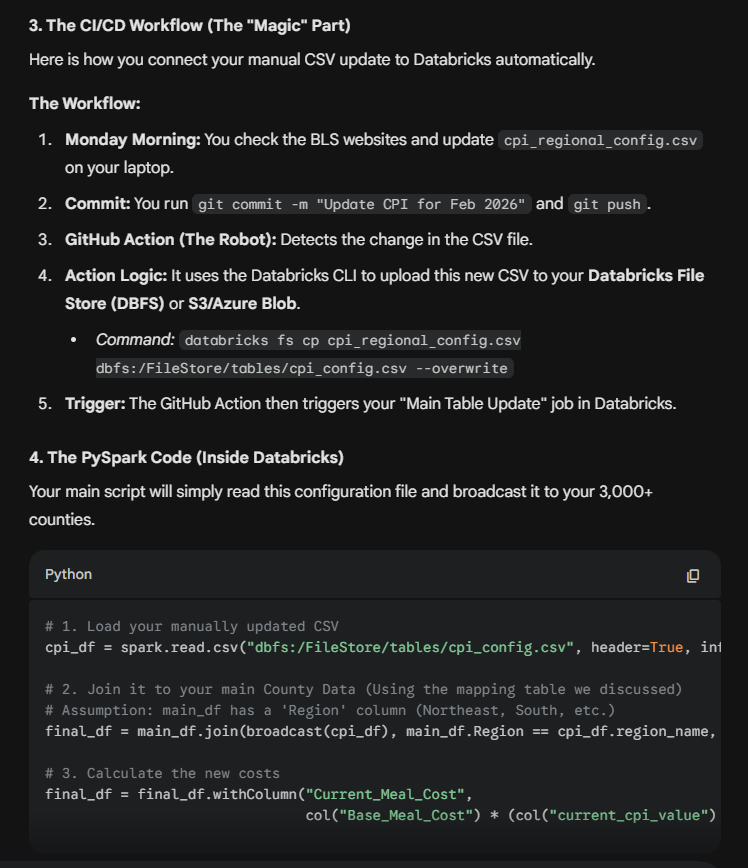 3. The CI/CD Workflow (The "Magic" Part)
Here is how you connect your manual CSV update to Databricks automatically.
The Workflow:
1. Monday Morning: You check the BLS websites and update cpi_regional_config.csv
on your laptop.
2. Commit: You run git commit -m "Update CPI for Feb 2026" and git push.
3. GitHub Action (The Robot): Detects the change in the CSV file.
4. Action Logic: It uses the Databricks CLI to upload this new CSV to your Databricks File
Store (DBFS) or S3/Azure Blob.
• Command: databricks fs cp cpi_regional_config.csv
dbfs:/FileStore/tables/cpi_config.csv --overwrite
5. Trigger: The GitHub Action then triggers your "Main Table Update" job in Databricks.
4. The PySpark Code (Inside Databricks)
Your main script will simply read this configuration file and broadcast it to your 3,000+
counties.
Python
# 1. Load your manually updated CSV
cpi_df = spark.read.csv("dbfs:/FileStore/tables/cpi_config.csv", header=True,
# 2. Join it to your main County Data (Using the mapping table we discussed)
# Assumption: main_df has a 'Region' column (Northeast, South, etc.)
final_df = main_df.join(broadcast(cpi_df), main_df.Region == cpi_df.region_name,
# 3. Calculate the new costs
final_df = final_df.withColumn("Current_Meal_Cost",
col("Base_Meal_Cost") * (col("current_cpi_value")